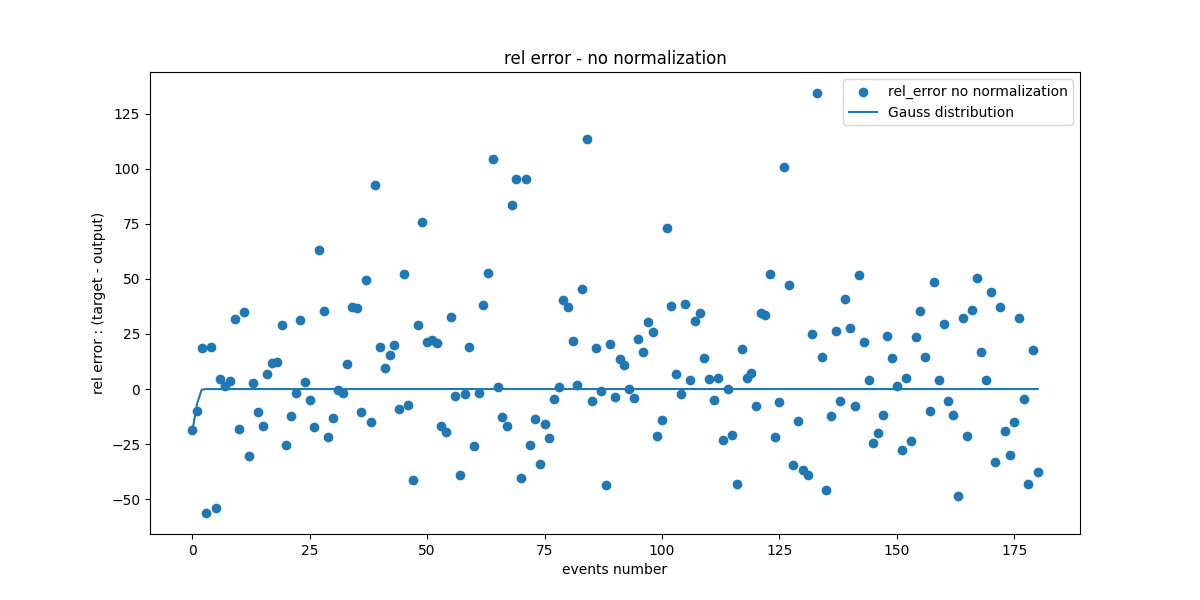 rel error - no normalization
rel_error no normalization
Gauss distribution
rel error : (target - output)
125
100
75
50
25
0
−25
−50
0 25 50 75 100 125 150 175
events number